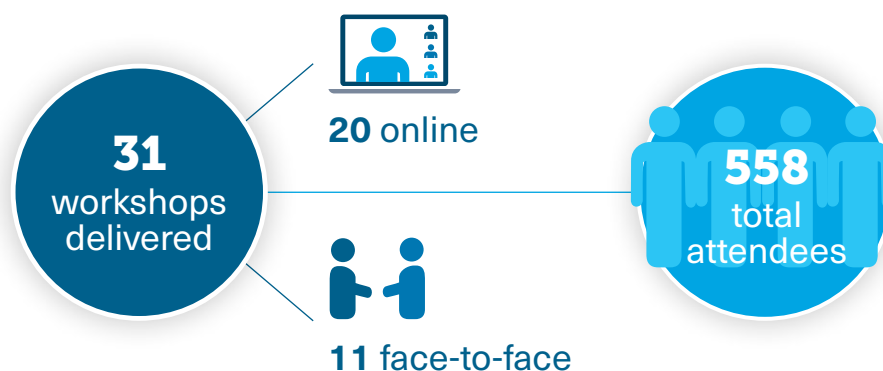 31
workshops
delivered
20 online
11 face-to-face
558
total
attendees